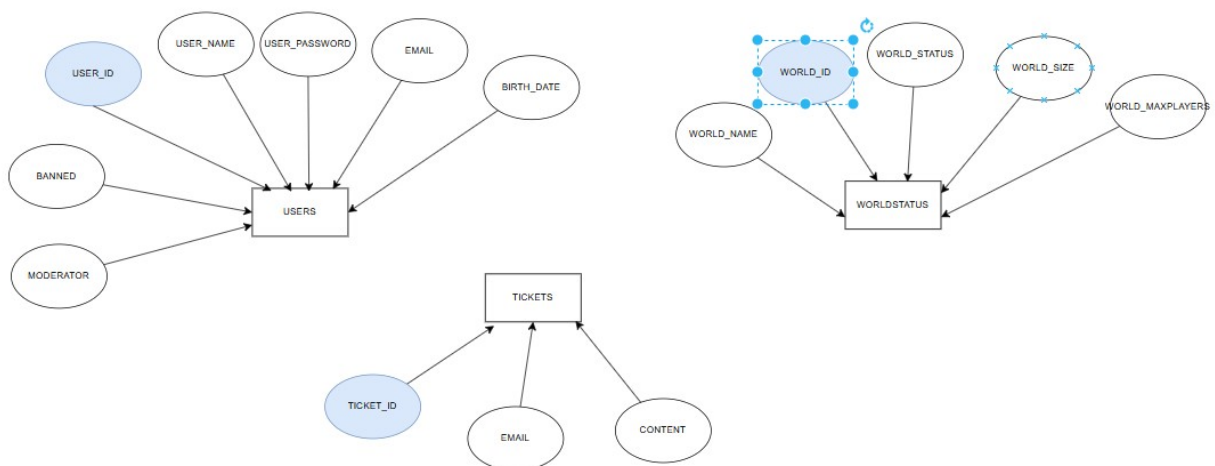 USER_ID
USER_NAME
USER_PASSWORD
EMAIL
BIRTH_DATE
BANNED
MODERATOR
USERS
WORLD_NAME
WORLD_ID
WORLD_STATUS
WORLD_SIZE
WORLD_MAXPLAYERS
WORLDSTATUS
TICKETS
TICKET_ID
EMAIL
CONTENT